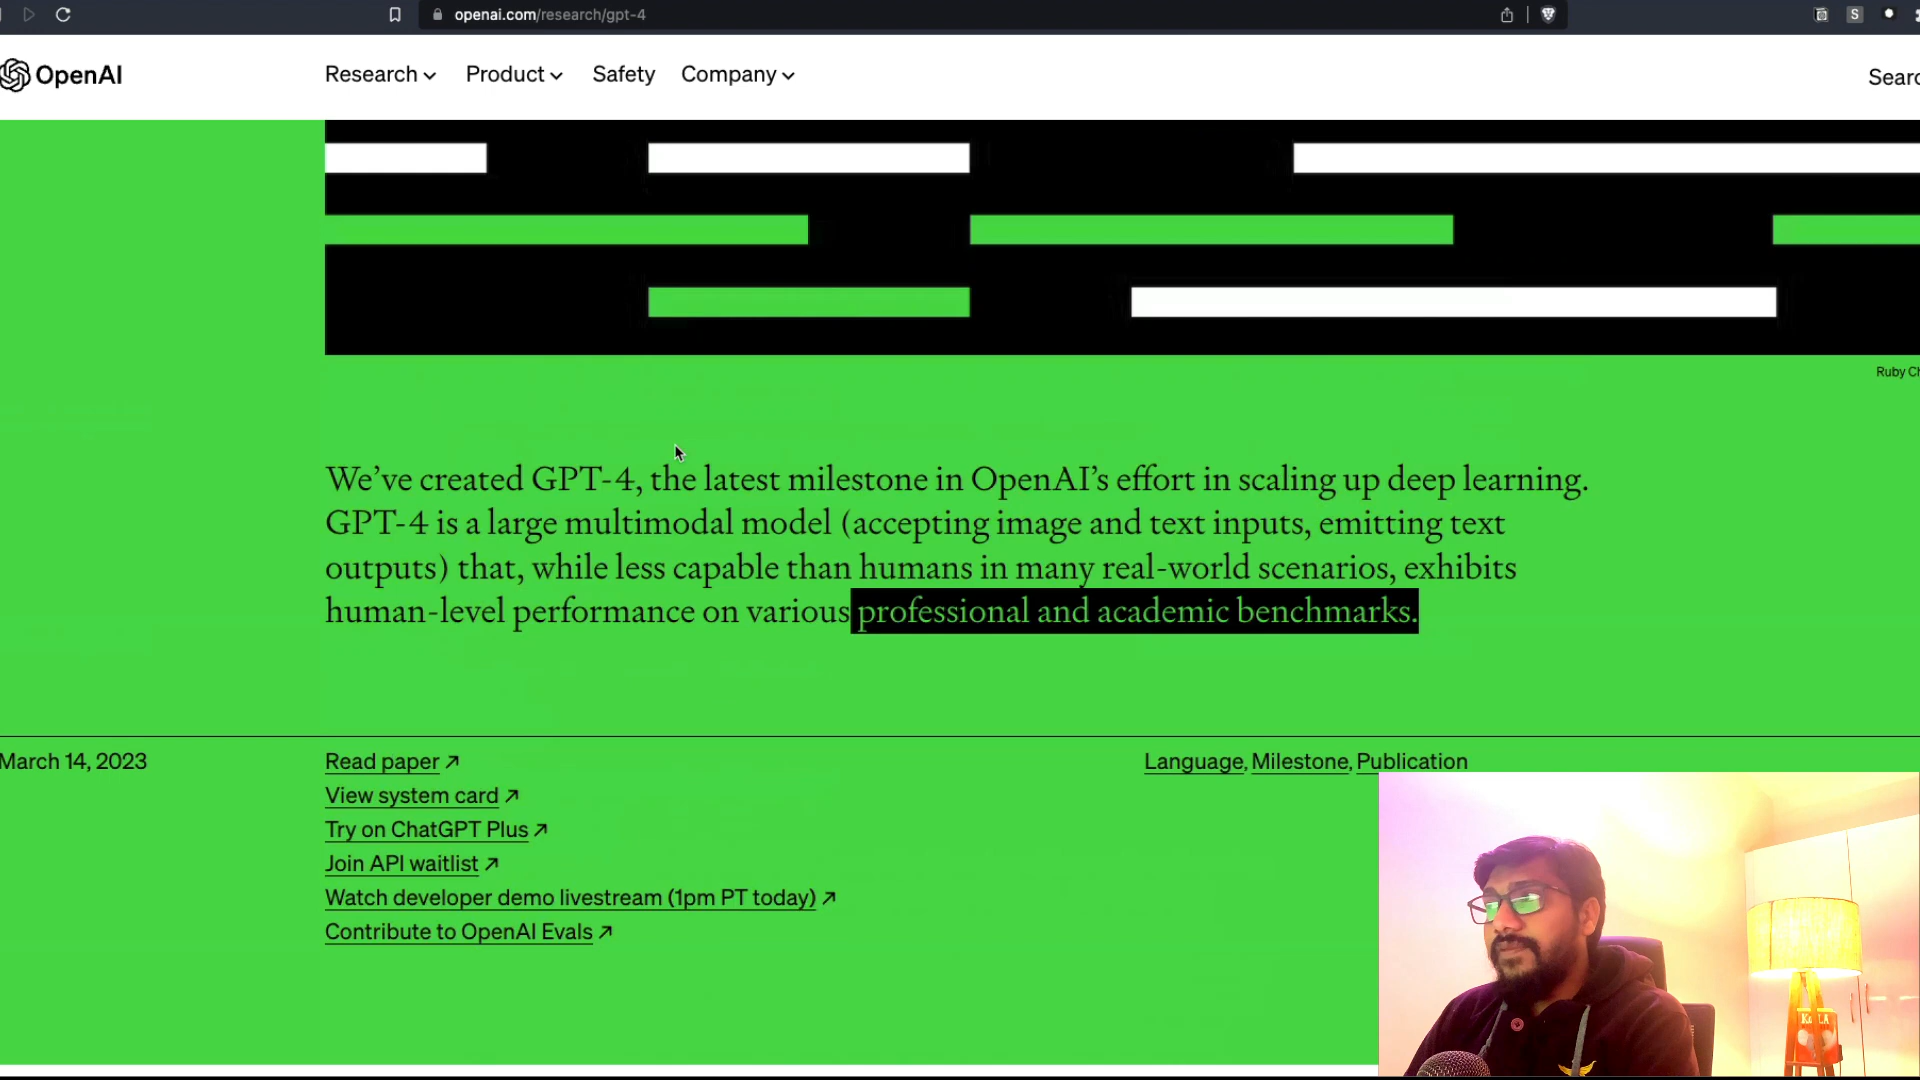 openai.com/research/gpt-4
S
OpenAI
Research
Product
Safety
Company
Sear
Ruby
We've created GPT-4, the latest milestone in OpenAI's effort in scaling up deep learning.
GPT-4 is a large multimodal model (accepting image and text inputs, emitting text
outputs) that, while less capable than humans in many real-world scenarios, exhibits
human-level performance on various professional and academic benchmarks.
March 14, 2023
Read paper ↗
Language, Milestone, Publication
View system card ↗
Try on ChatGPT Plus ↗
Join API waitlist ↗
Watch developer demo livestream (1pm PT today) ↗
Contribute to OpenAI Evals ↗